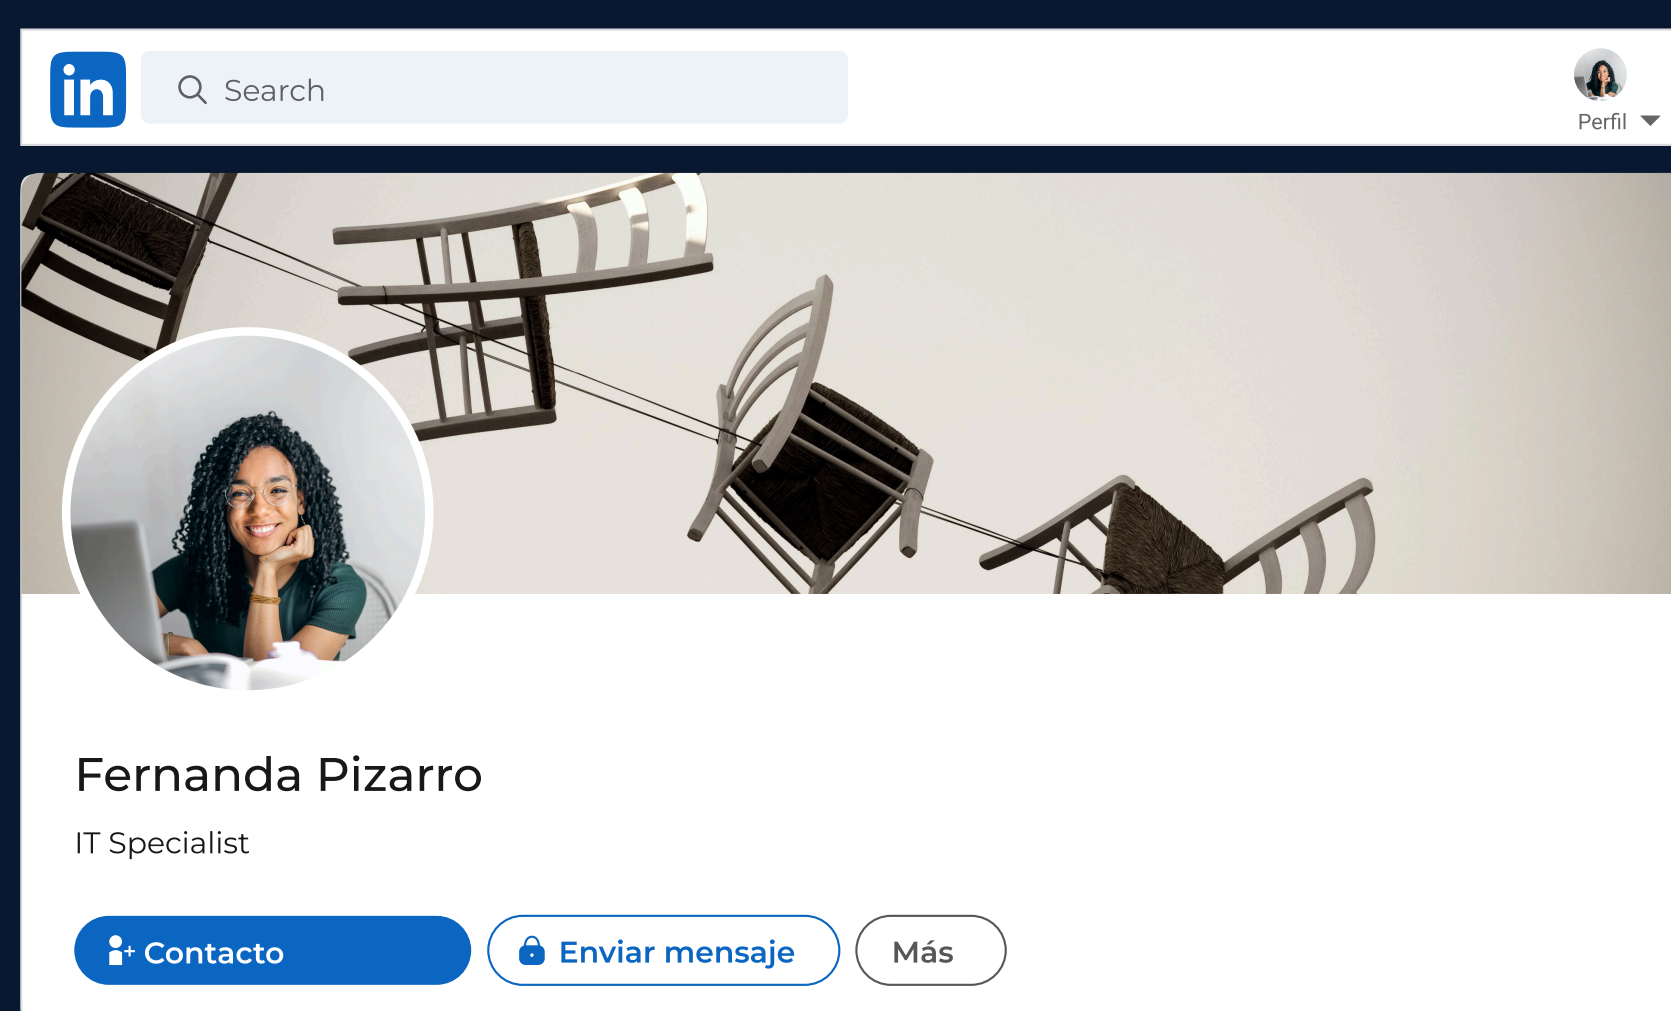 in
Search
Perfil
Fernanda Pizarro
IT Specialist
Contacto
Enviar mensaje
Más